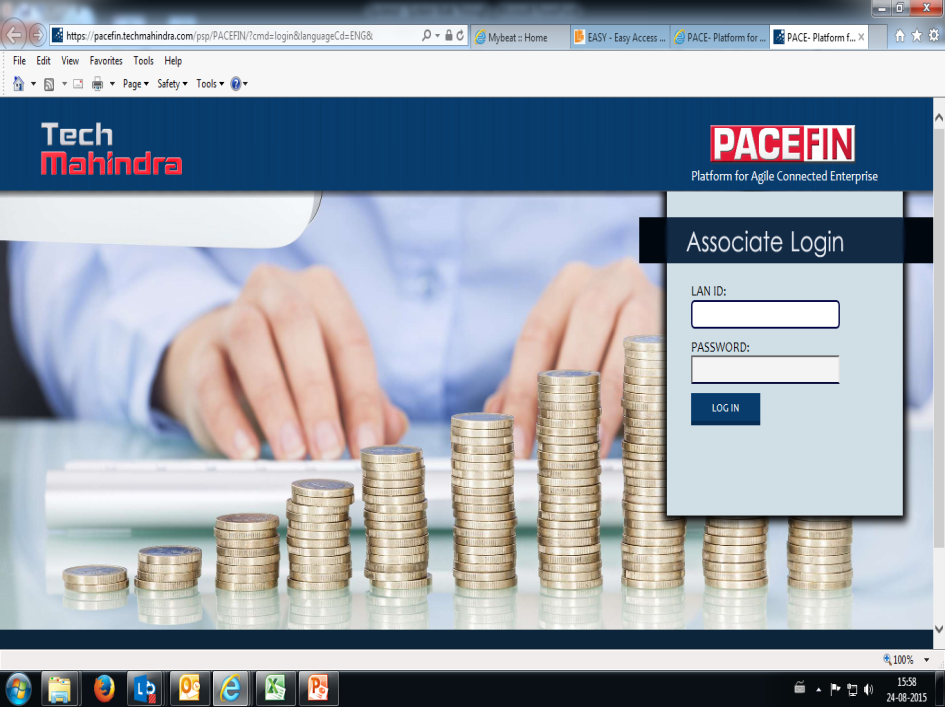 https://pacefin.techmahindra.com/psp/PACEFIN/?cmd=login&languageCd=ENG&
Mybeat :: Home
EASY - Easy Access ...
PACE- Platform for ...
PACE- Platform f...
File Edit View Favorites Tools Help
Page Safety Tools
Tech
Mahindra
PACEFIN
Platform for Agile Connected Enterprise
Associate Login
LAN ID:
PASSWORD:
LOG IN
100%
15:58
24-08-2015